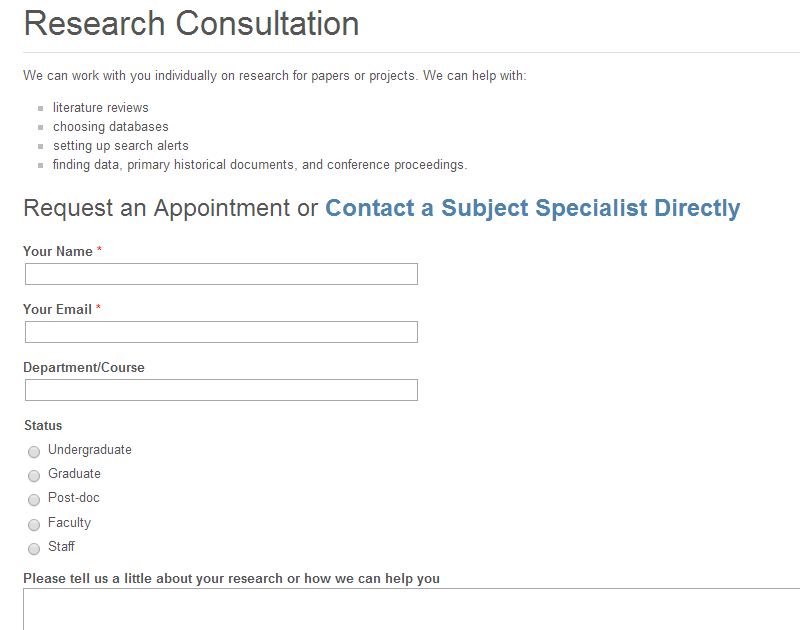 Research Consultation
We can work with you individually on research for papers or projects. We can help with:
literature reviews
choosing databases
setting up search alerts
finding data, primary historical documents, and conference proceedings.
Request an Appointment or Contact a Subject Specialist Directly
Your Name *
Your Email *
Department/Course
Status
Undergraduate
Graduate
Post-doc
Faculty
Staff
Please tell us a little about your research or how we can help you